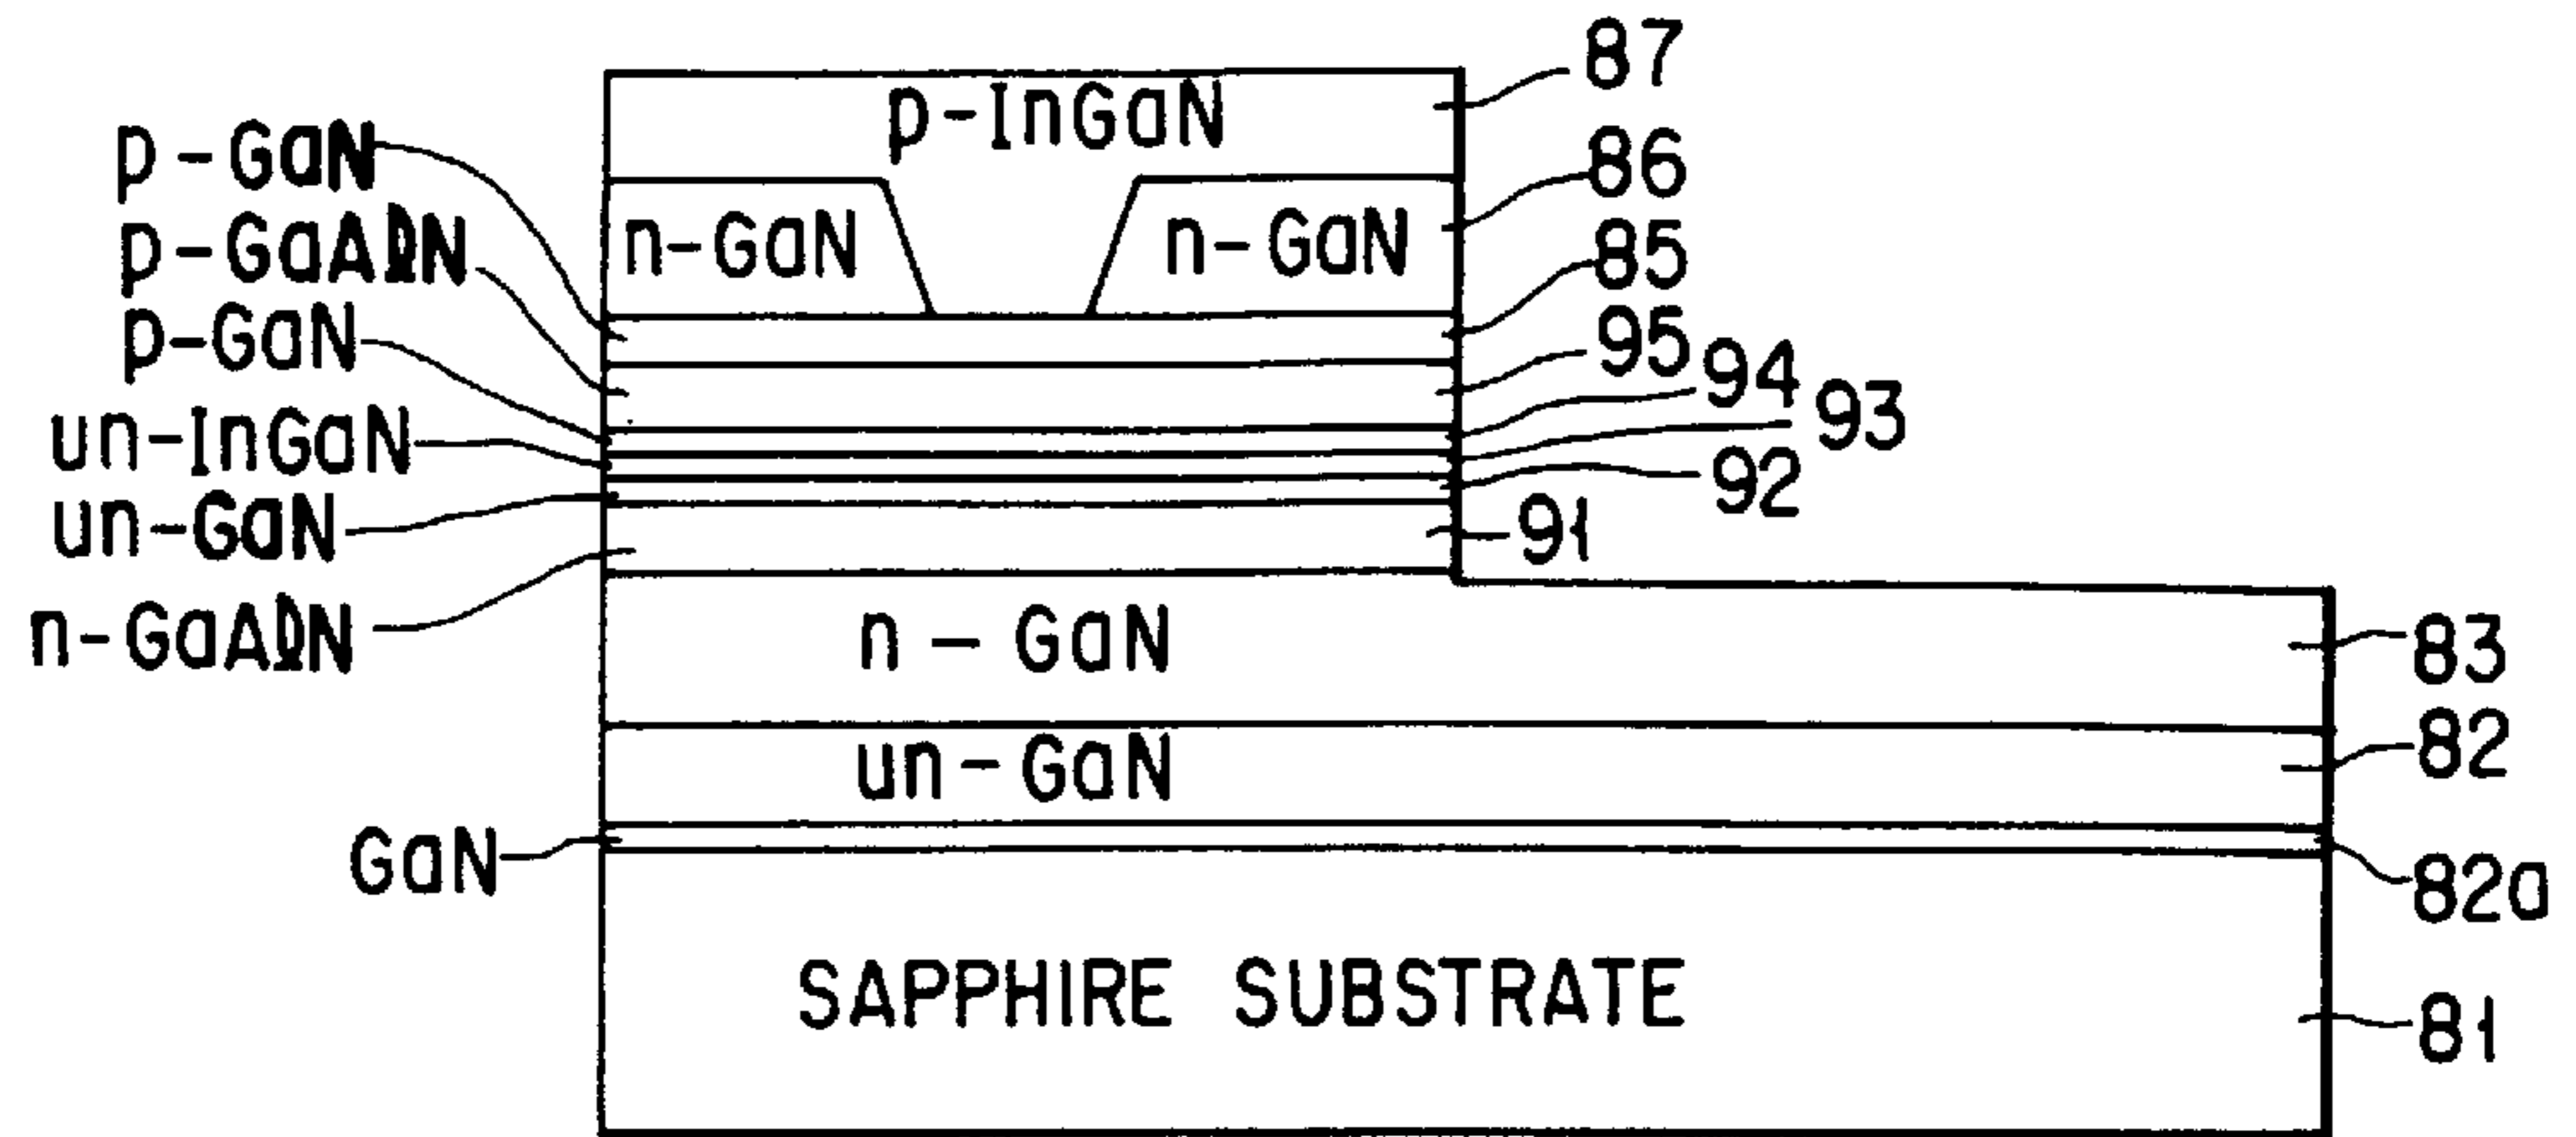 87
p-InGaN
86
p-GaN
n-GaN
n-GaN
85
p-GaAlN
95
p-GaN
94
93
un-InGaN
92
un-GaN
91
n-GaAlN
n-GaN
83
un-GaN
82
GaN
82a
SAPPHIRE SUBSTRATE
81